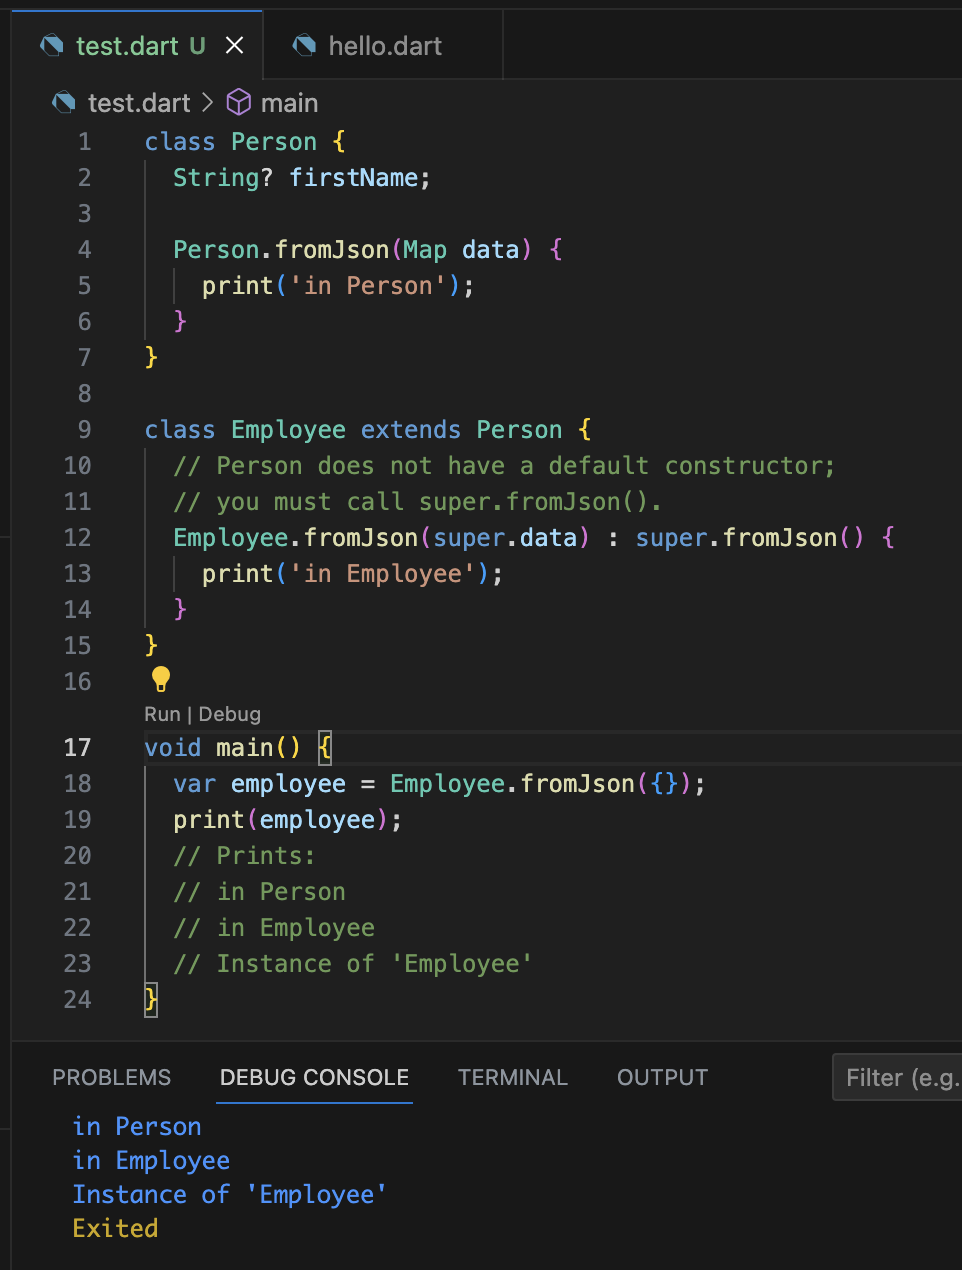 test.dart U
hello.dart
test.dart > main
1 class Person {
2   String? firstName;
3
4   Person.fromJson(Map data) {
5     print('in Person');
6   }
7 }
8
9 class Employee extends Person {
10   // Person does not have a default constructor;
11   // you must call super.fromJson().
12   Employee.fromJson(super.data) : super.fromJson() {
13     print('in Employee');
14   }
15 }
16
Run | Debug
17 void main() {
18   var employee = Employee.fromJson({});
19   print(employee);
20   // Prints:
21   // in Person
22   // in Employee
23   // Instance of 'Employee'
24 }
PROBLEMS DEBUG CONSOLE TERMINAL OUTPUT Filter (e.g.
in Person
in Employee
Instance of 'Employee'
Exited